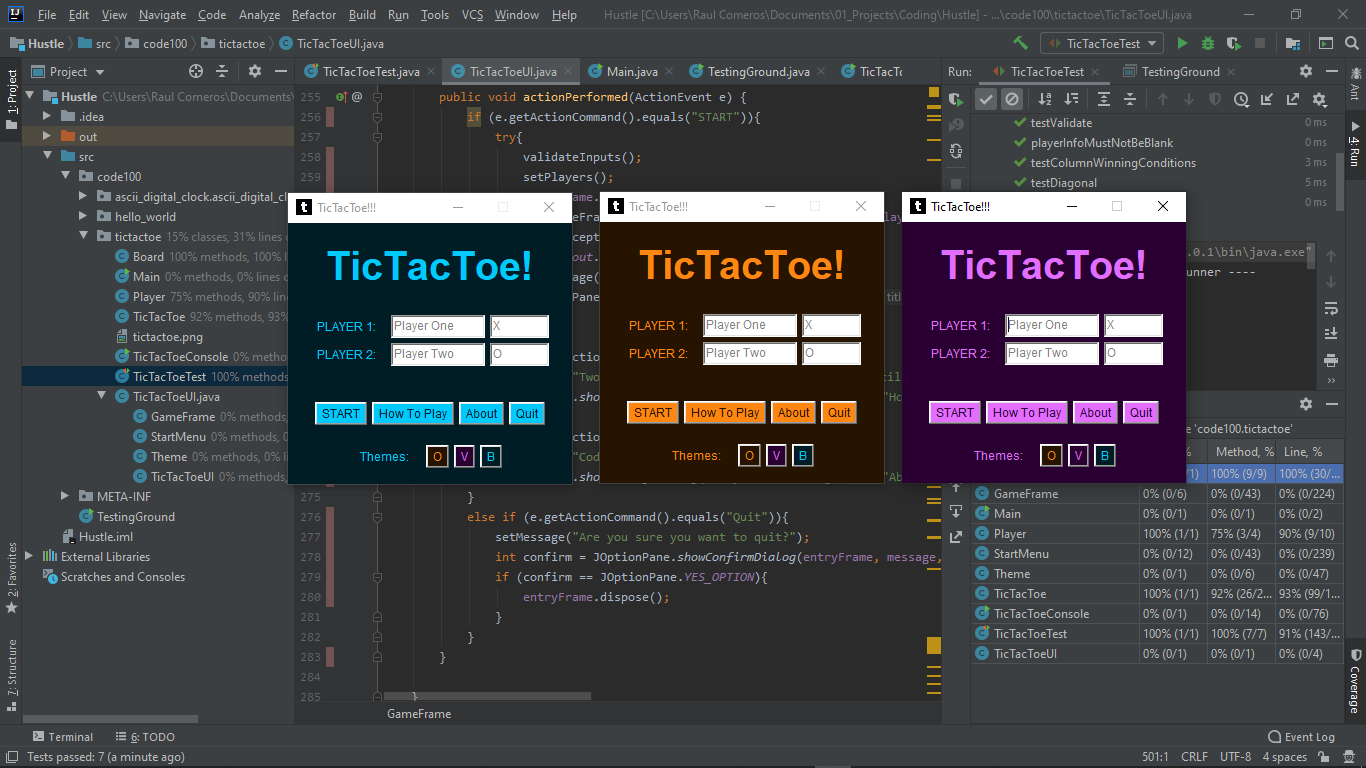 File Edit View Navigate Code Analyze Refactor Build Run Tools VCS Window Help Hustle [C:\Users\Raul Comeros\Documents\01_Projects\Coding\Hustle] - ...\code100\tictactoe\TicTacToeUI.java
Hustle src code100 tictactoe TicTacToeUI.java TicTacToeTest
1: Project
2: Favorites
7: Structure
Project
Hustle C:\Users\Raul Comeros\Documents\
.idea
out
src
code100
ascii_digital_clock.ascii_digital_cl
hello_world
tictactoe 15% classes, 31% lines
Board 100% methods, 100% l
Main 0% methods, 0% lines
Player 75% methods, 90% line
TicTacToe 92% methods, 93%
tictactoe.png
TicTacToeConsole 0% metho
TicTacToeTest 100% methods
TicTacToeUI.java
GameFrame 0% methods,
StartMenu 0% methods, 0
Theme 0% methods, 0% l
TicTacToeUI 0% methods,
META-INF
TestingGround
Hustle.iml
External Libraries
Scratches and Consoles
TicTacToeTest.java TicTacToeUI.java Main.java TestingGround.java TicTacT
255 public void actionPerformed(ActionEvent e) {
256 if (e.getActionCommand().equals("START")){
257 try{
258 validateInputs();
259 setPlayers();
TicTacToe!!!
TicTacToe!
PLAYER 1: Player One X
PLAYER 2: Player Two O
START How To Play About Quit
Themes: O V B
TicTacToe!!!
TicTacToe!
PLAYER 1: Player One X
PLAYER 2: Player Two O
START How To Play About Quit
Themes: O V B
TicTacToe!!!
TicTacToe!
PLAYER 1: Player One X
PLAYER 2: Player Two O
START How To Play About Quit
Themes: O V B
275 }
276 else if (e.getActionCommand().equals("Quit")){
277 setMessage("Are you sure you want to quit?");
278 int confirm = JOptionPane.showConfirmDialog(entryFrame, message,
279 if (confirm == JOptionPane.YES_OPTION){
280 entryFrame.dispose();
281 }
282 }
283 }
284
285 }
GameFrame
Run: TicTacToeTest TestingGround
testValidate 0 ms
playerInfoMustNotBeBlank 0 ms
testColumnWinningConditions 3 ms
testDiagonal 5 ms
0 ms
.0.1\bin\java.exe"
unner ----
'code100.tictactoe'
% Method, % Line, %
/1) 100% (9/9) 100% (30/...
GameFrame 0% (0/6) 0% (0/43) 0% (0/224)
Main 0% (0/1) 0% (0/1) 0% (0/2)
Player 100% (1/1) 75% (3/4) 90% (9/10)
StartMenu 0% (0/12) 0% (0/43) 0% (0/239)
Theme 0% (0/1) 0% (0/6) 0% (0/47)
TicTacToe 100% (1/1) 92% (26/2... 93% (99/1...
TicTacToeConsole 0% (0/1) 0% (0/14) 0% (0/76)
TicTacToeTest 100% (1/1) 100% (7/7) 91% (143/...
TicTacToeUI 0% (0/1) 0% (0/1) 0% (0/4)
Ant
4: Run
Coverage
Terminal 6: TODO Event Log
Tests passed: 7 (a minute ago) 501:1 CRLF UTF-8 4 spaces